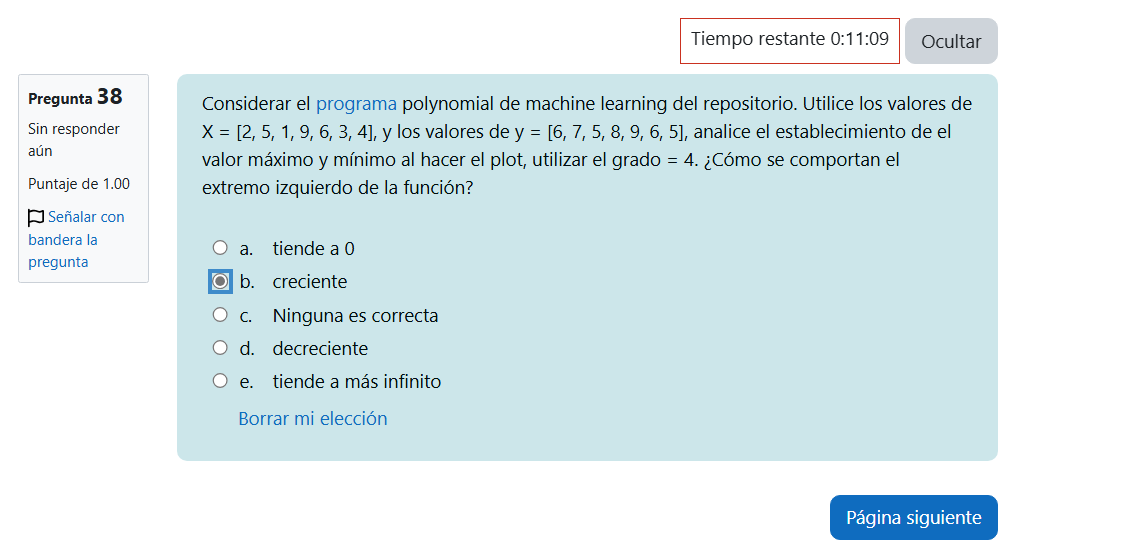 Tiempo restante 0:11:09
Ocultar
Pregunta 38
Sin responder
aún
Puntaje de 1.00
Señalar con
bandera la
pregunta
Considerar el programa polynomial de machine learning del repositorio. Utilice los valores de
X = [2, 5, 1, 9, 6, 3, 4], y los valores de y = [6, 7, 5, 8, 9, 6, 5], analice el establecimiento de el
valor máximo y mínimo al hacer el plot, utilizar el grado = 4. ¿Cómo se comportan el
extremo izquierdo de la función?
a. tiende a 0
b. creciente
c. Ninguna es correcta
d. decreciente
e. tiende a más infinito
Borrar mi elección
Página siguiente